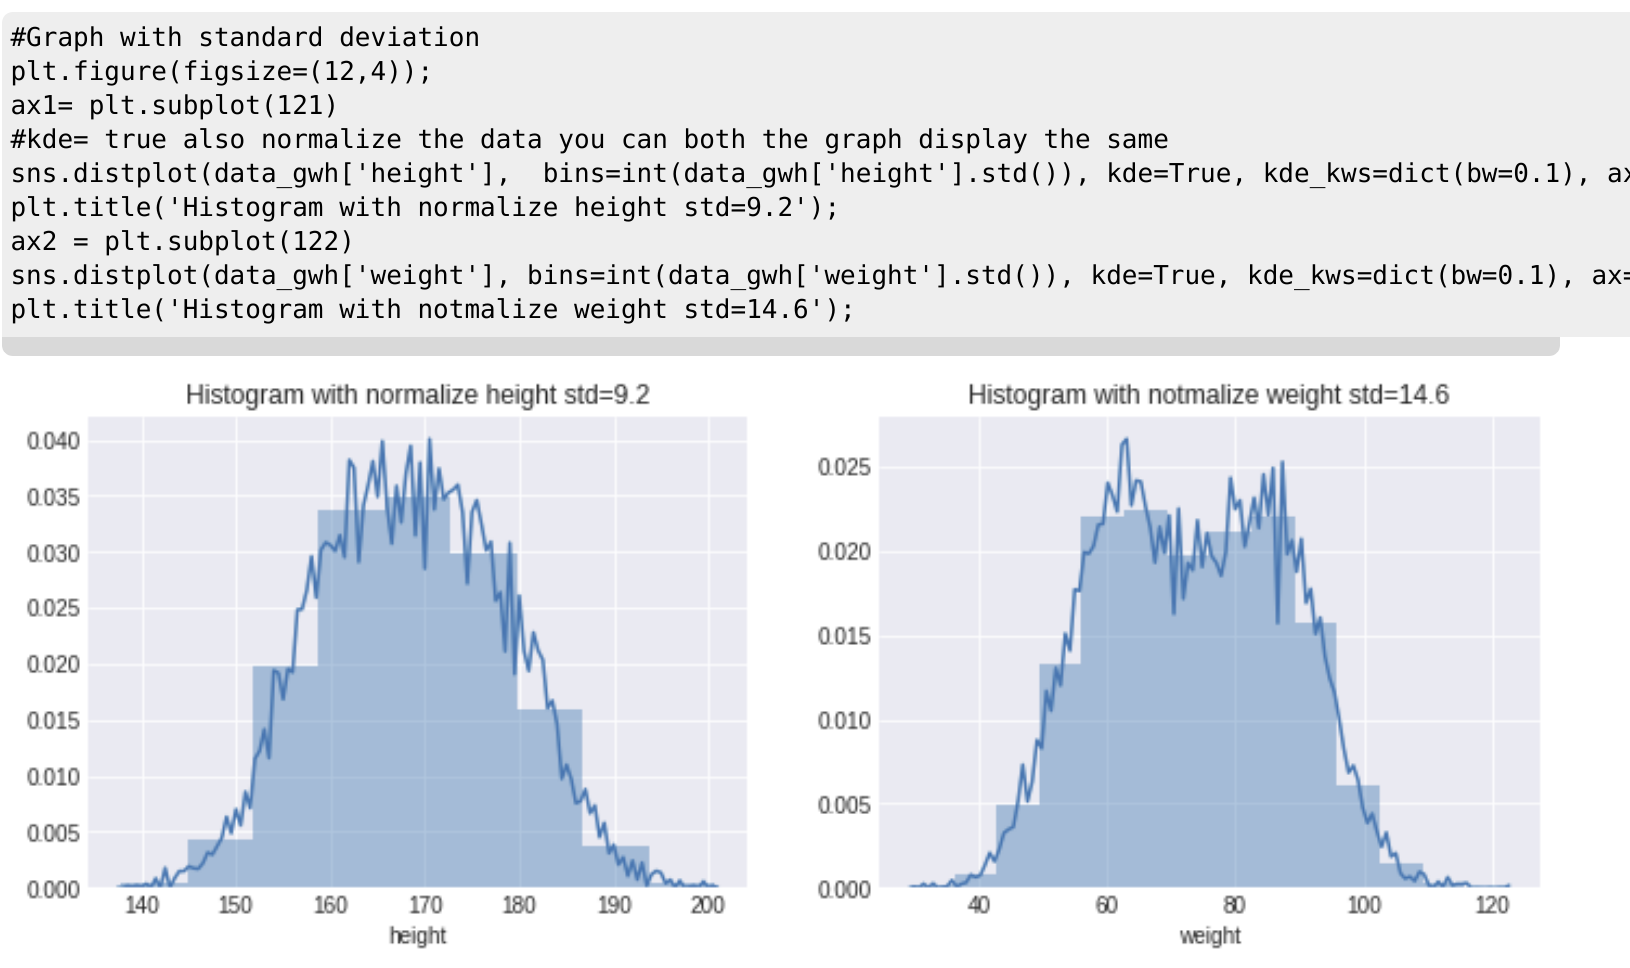 #Graph with standard deviation
plt.figure(figsize=(12,4));
ax1= plt.subplot(121)
#kde= true also normalize the data you can both the graph display the same
sns.distplot(data_gwh['height'],  bins=int(data_gwh['height'].std()), kde=True, kde_kws=dict(bw=0.1), ax
plt.title('Histogram with normalize height std=9.2');
ax2 = plt.subplot(122)
sns.distplot(data_gwh['weight'], bins=int(data_gwh['weight'].std()), kde=True, kde_kws=dict(bw=0.1), ax=
plt.title('Histogram with notmalize weight std=14.6');
Histogram with normalize height std=9.2
0.040
0.035
0.030
0.025
0.020
0.015
0.010
0.005
0.000
140 150 160 170 180 190 200
height
Histogram with notmalize weight std=14.6
0.025
0.020
0.015
0.010
0.005
0.000
40 60 80 100 120
weight